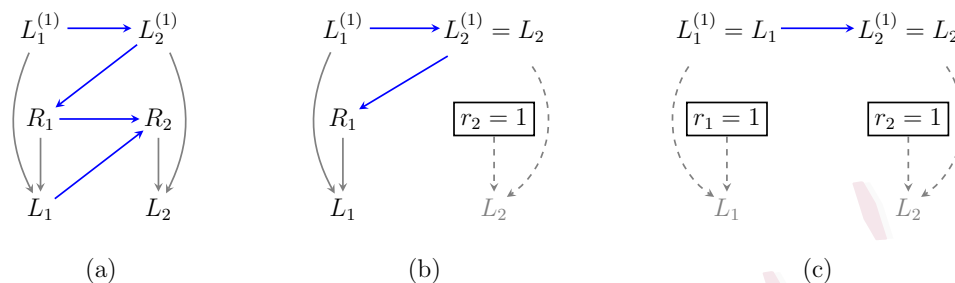 L_1^{(1)} L_2^{(1)} L_1^{(1)} L_2^{(1)} = L_2 L_1^{(1)} = L_1 L_2^{(1)} = L_2
R_1 R_2 R_1 r_2 = 1 r_1 = 1 r_2 = 1
L_1 L_2 L_1 L_2 L_1 L_2
(a) (b) (c)